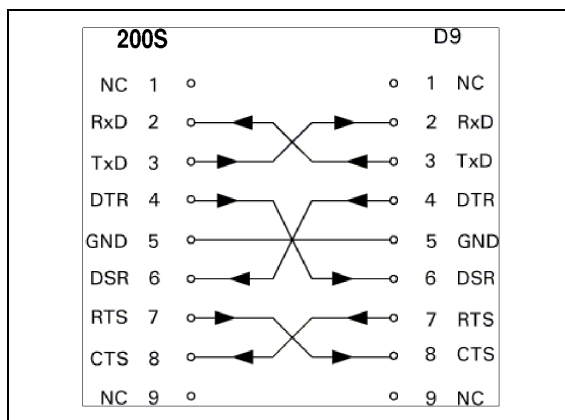 200S D9
NC 1 1 NC
RxD 2 2 RxD
TxD 3 3 TxD
DTR 4 4 DTR
GND 5 5 GND
DSR 6 6 DSR
RTS 7 7 RTS
CTS 8 8 CTS
NC 9 9 NC